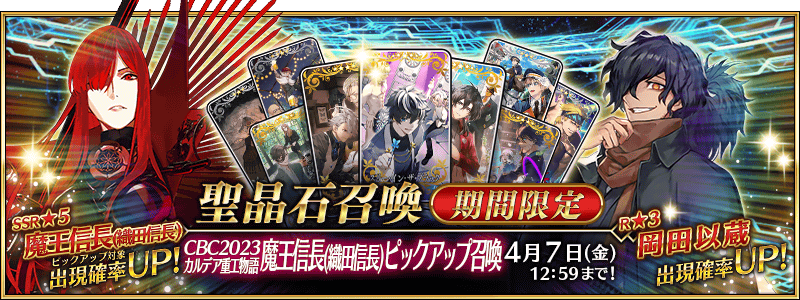 聖晶石召喚 期間限定
SSR★5
魔王信長(織田信長)
ピックアップ対象
出現確率UP!
CBC2023
カルデア重工物語
魔王信長(織田信長)ピックアップ召喚
4月7日(金)
12:59まで!
R★3
岡田以蔵
出現確率UP!